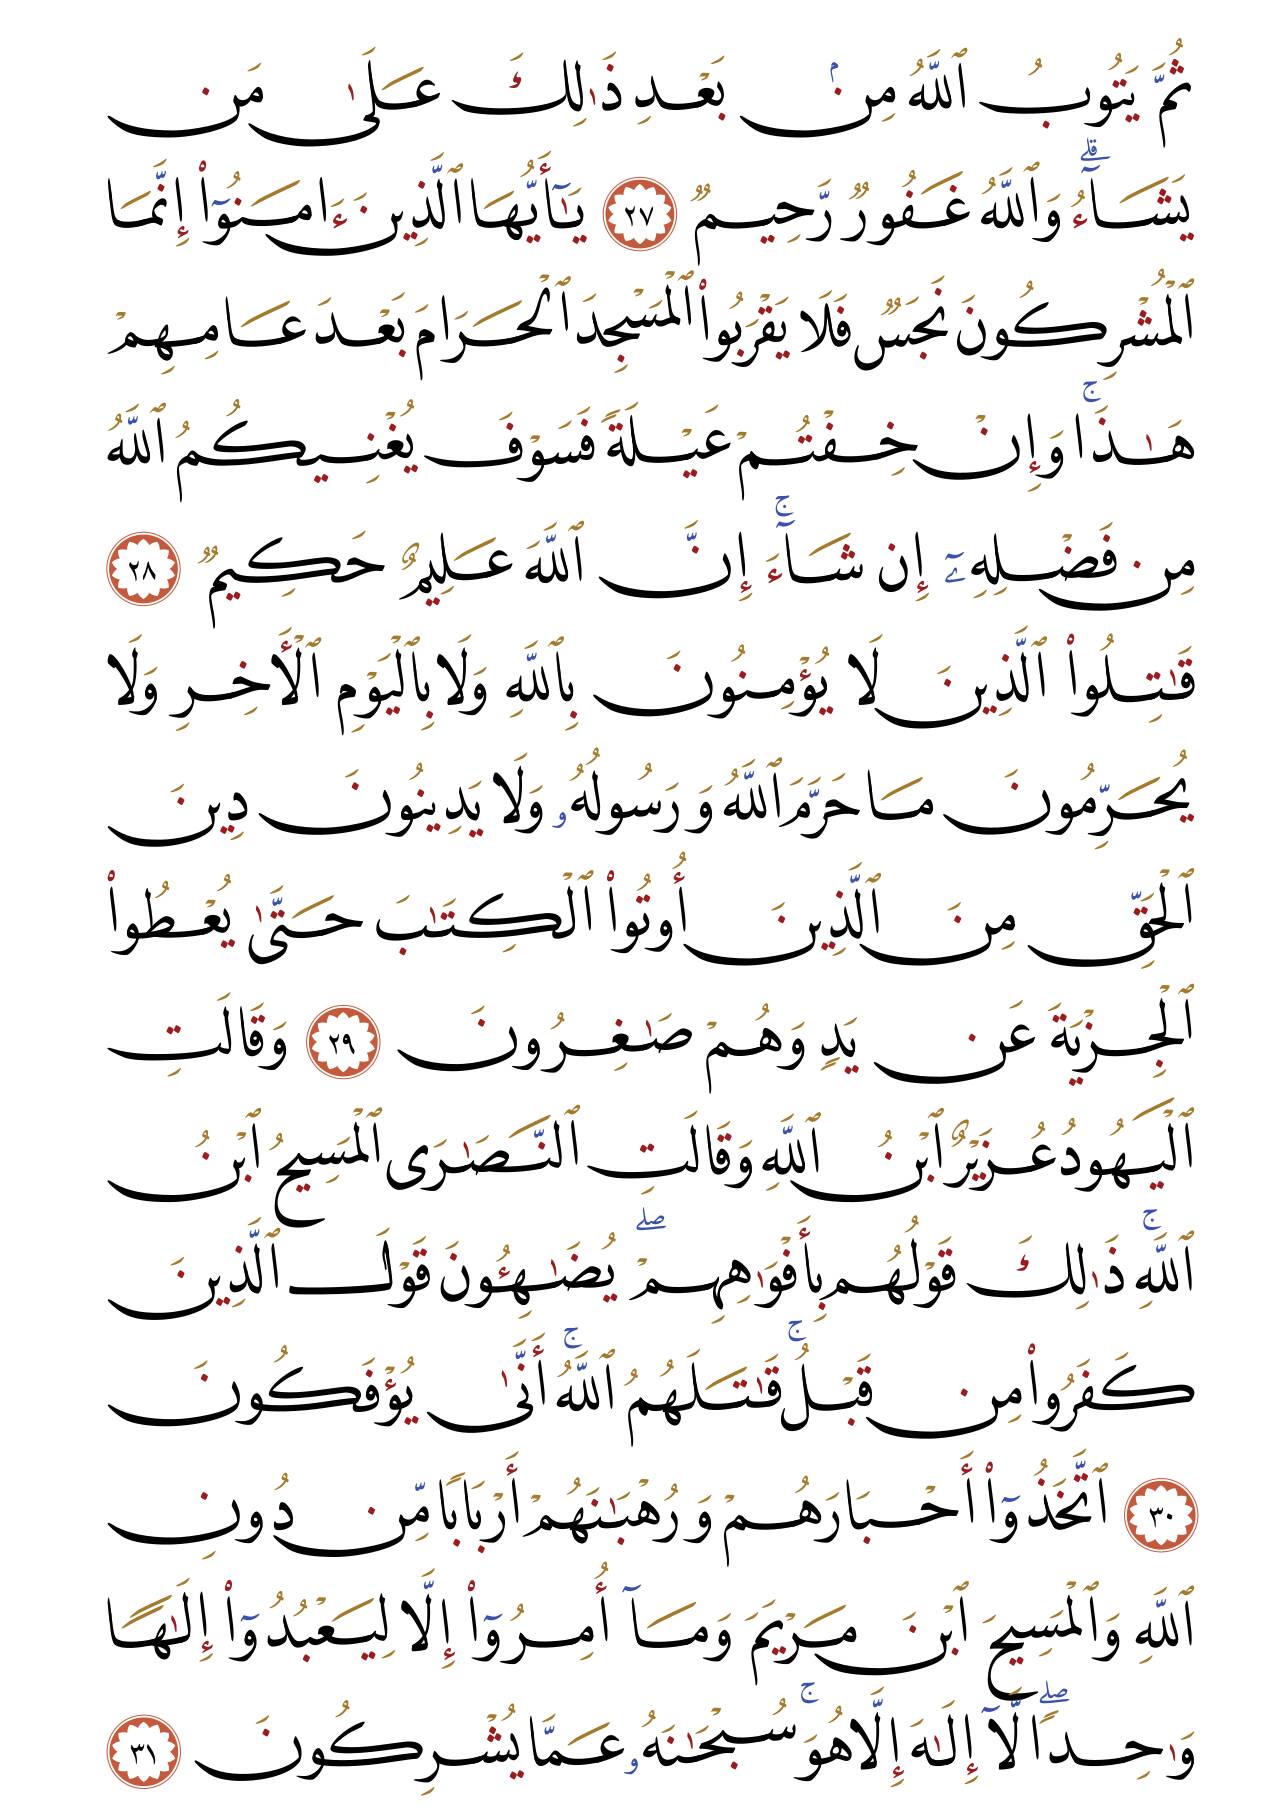 ثُمَّ يَتُوبُ ٱللَّهُ مِنۢ بَعْدِ ذَٰلِكَ عَلَىٰ مَن
يَشَآءُۗ وَٱللَّهُ غَفُورٌ رَّحِيمٌ ٢٧ يَـٰٓأَيُّهَا ٱلَّذِينَ ءَامَنُوٓا۟ إِنَّمَا
ٱلْمُشْرِكُونَ نَجَسٌ فَلَا يَقْرَبُوا۟ ٱلْمَسْجِدَ ٱلْحَرَامَ بَعْدَ عَامِهِمْ
هَـٰذَاۚ وَإِنْ خِفْتُمْ عَيْلَةً فَسَوْفَ يُغْنِيكُمُ ٱللَّهُ
مِن فَضْلِهِۦٓ إِن شَآءَۚ إِنَّ ٱللَّهَ عَلِيمٌ حَكِيمٌ ٢٨
قَـٰتِلُوا۟ ٱلَّذِينَ لَا يُؤْمِنُونَ بِٱللَّهِ وَلَا بِٱلْيَوْمِ ٱلْـَٔاخِرِ وَلَا
يُحَرِّمُونَ مَا حَرَّمَ ٱللَّهُ وَرَسُولُهُۥ وَلَا يَدِينُونَ دِينَ
ٱلْحَقِّ مِنَ ٱلَّذِينَ أُوتُوا۟ ٱلْكِتَـٰبَ حَتَّىٰ يُعْطُوا۟
ٱلْجِزْيَةَ عَن يَدٍ وَهُمْ صَـٰغِرُونَ ٢٩ وَقَالَتِ
ٱلْيَهُودُ عُزَيْرٌ ٱبْنُ ٱللَّهِ وَقَالَتِ ٱلنَّصَـٰرَى ٱلْمَسِيحُ ٱبْنُ
ٱللَّهِۚ ذَٰلِكَ قَوْلُهُم بِأَفْوَٰهِهِمْۖ يُضَـٰهِـُٔونَ قَوْلَ ٱلَّذِينَ
كَفَرُوا۟ مِن قَبْلُۚ قَـٰتَلَهُمُ ٱللَّهُۚ أَنَّىٰ يُؤْفَكُونَ
٣٠ ٱتَّخَذُوٓا۟ أَحْبَارَهُمْ وَرُهْبَـٰنَهُمْ أَرْبَابًا مِّن دُونِ
ٱللَّهِ وَٱلْمَسِيحَ ٱبْنَ مَرْيَمَ وَمَآ أُمِرُوٓا۟ إِلَّا لِيَعْبُدُوٓا۟ إِلَـٰهًا
وَٰحِدًاۖ لَّآ إِلَـٰهَ إِلَّا هُوَۚ سُبْحَـٰنَهُۥ عَمَّا يُشْرِكُونَ ٣١